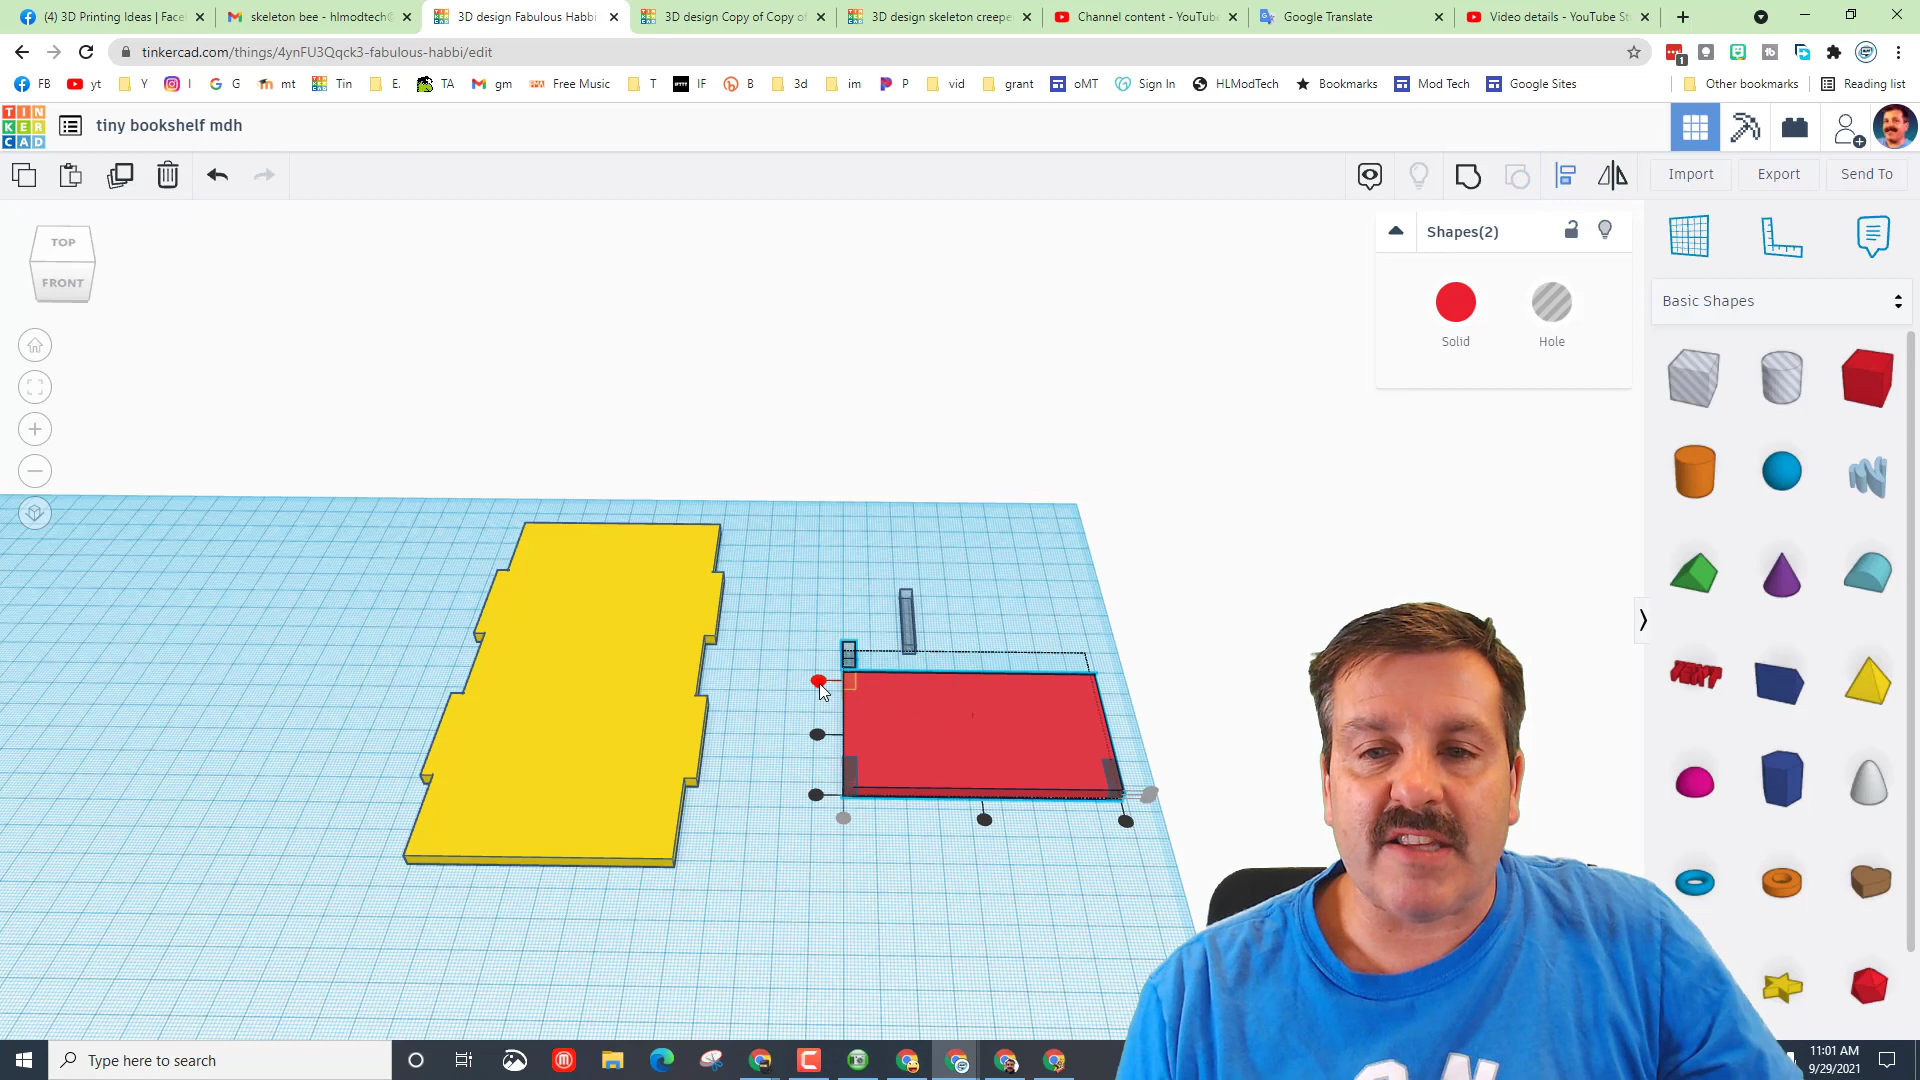 (4) 3D Printing Ideas | Face
skeleton bee - hlmodtech@
3D design Fabulous Habbi
3D design Copy of Copy of
3D design skeleton creepe
Channel content - YouTube
Google Translate
Video details - YouTube St
tinkercad.com/things/4ynFU3Qqck3-fabulous-habbi/edit
1
FB
yt
Y
I
G
mt
Tin
E.
TA
gm
Free Music
T
IF
B
3d
im
P
vid
grant
oMT
Sign In
HLModTech
Bookmarks
Mod Tech
Google Sites
Other bookmarks
Reading list
TIN
KER
CAD
tiny bookshelf mdh
Import
Export
Send To
TOP
FRONT
Shapes(2)
Solid
Hole
Basic Shapes
TEXT
Type here to search
11:01 AM
9/29/2021